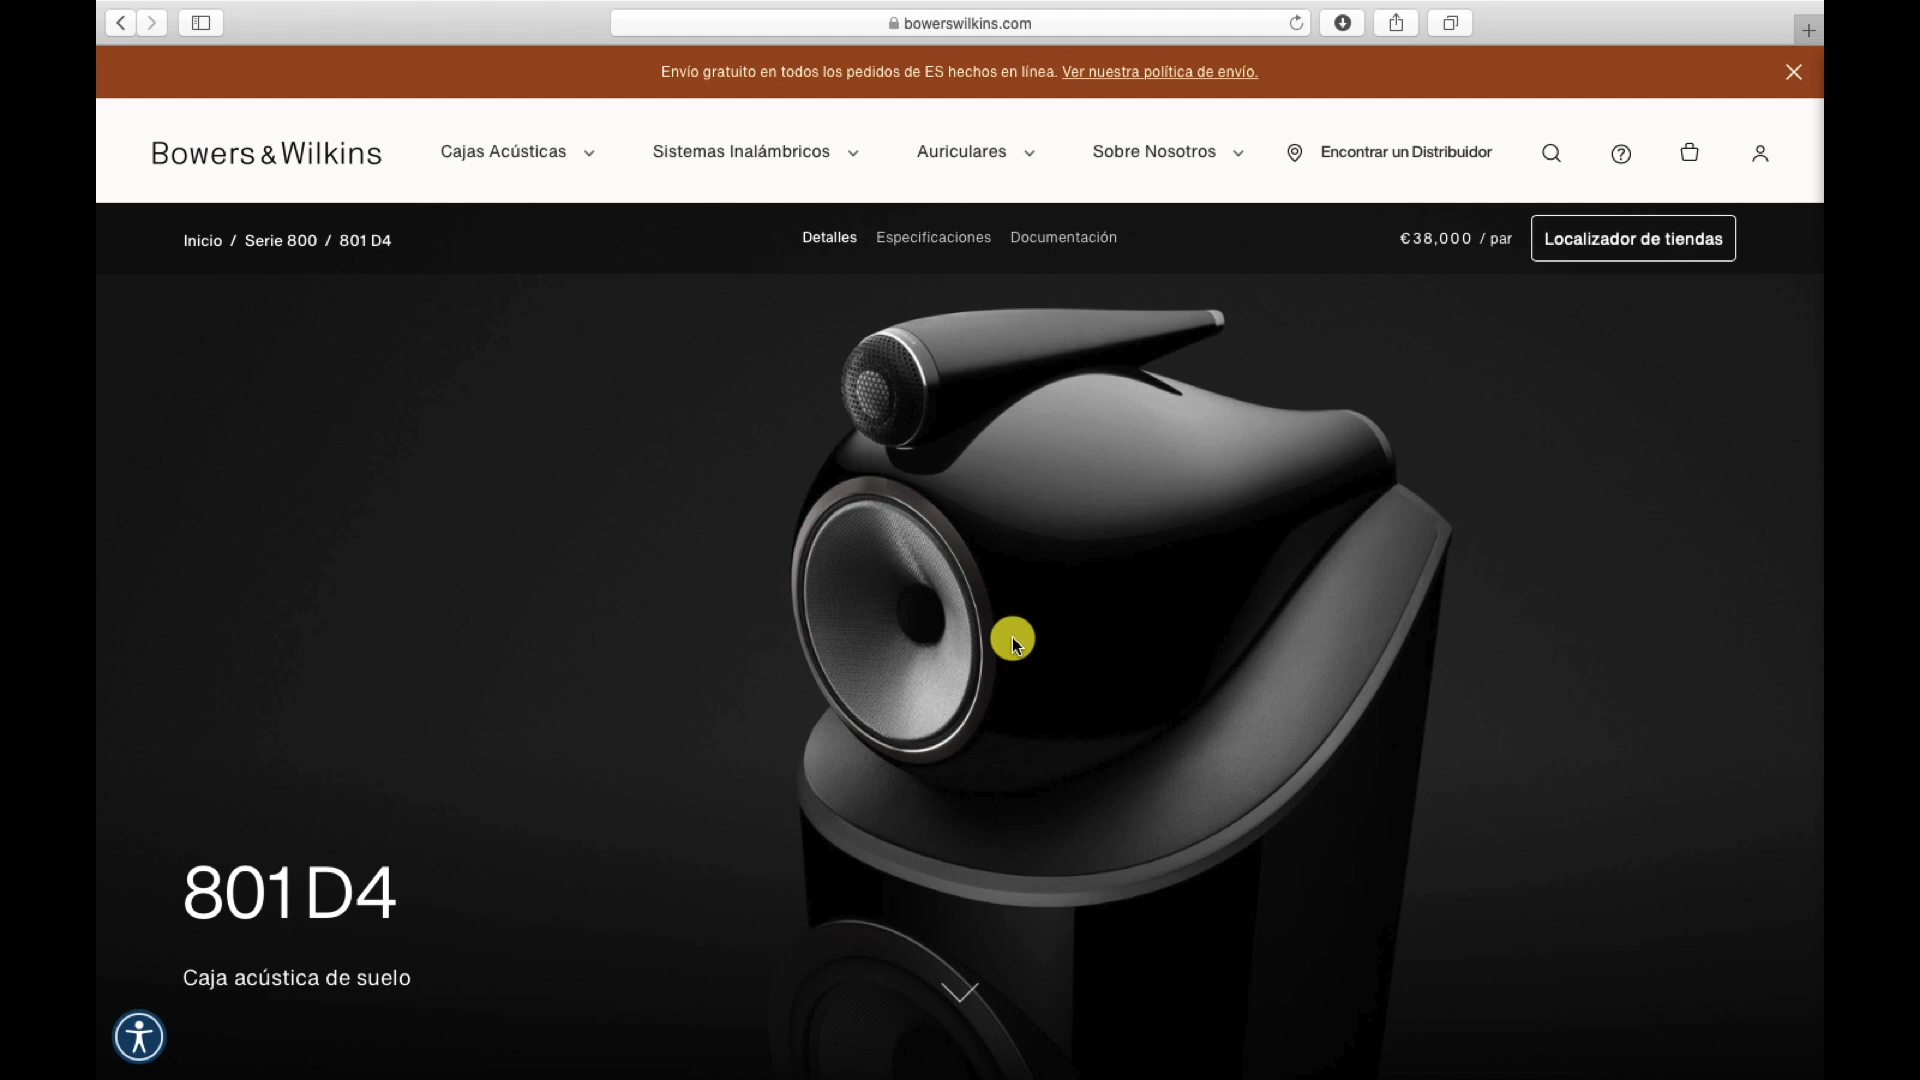 bowerswilkins.com
Envío gratuito en todos los pedidos de ES hechos en línea. Ver nuestra política de envío.
Bowers & Wilkins
Cajas Acústicas
Sistemas Inalámbricos
Auriculares
Sobre Nosotros
Encontrar un Distribuidor
Inicio / Serie 800 / 801 D4
Detalles
Especificaciones
Documentación
€38,000 / par
Localizador de tiendas
801 D4
Caja acústica de suelo